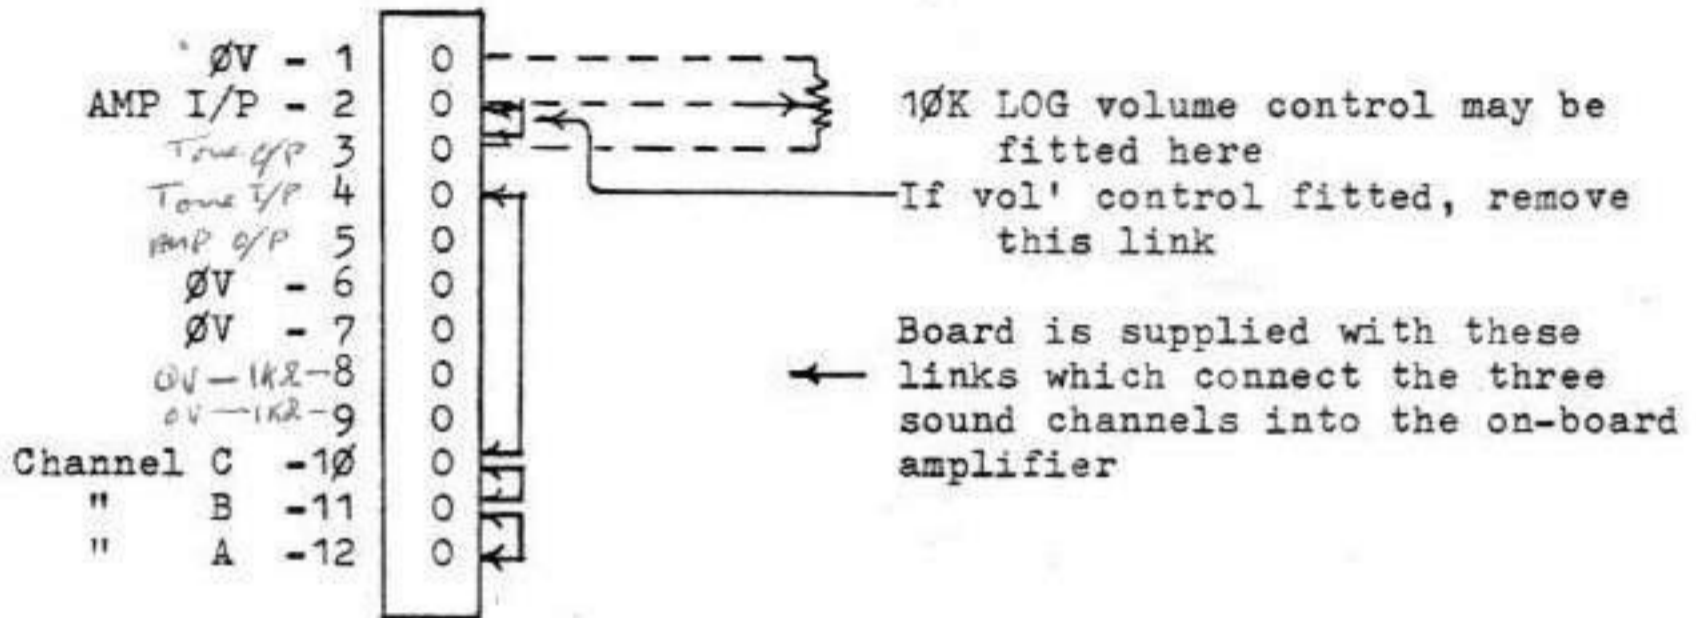 ØV - 1
AMP I/P - 2
Tone O/P 3
Tone I/P 4
AMP O/P 5
ØV - 6
ØV - 7
ØV — 1KΩ - 8
0V — 1KΩ - 9
Channel C -1Ø
" B -11
" A -12
1ØK LOG volume control may be
fitted here
If vol' control fitted, remove
this link
Board is supplied with these
links which connect the three
sound channels into the on-board
amplifier